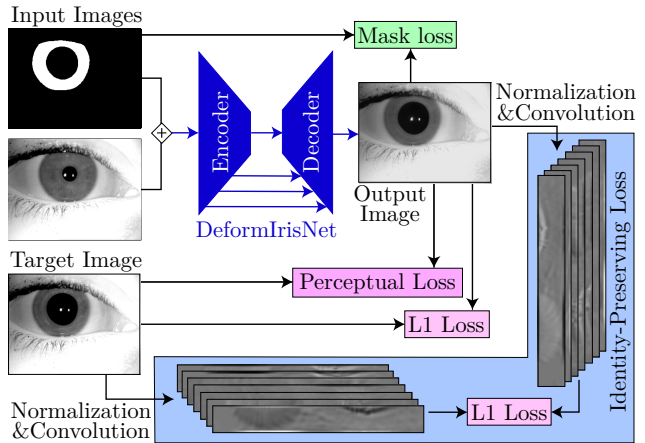 Input Images
Mask loss
Normalization
&Convolution
Encoder
Decoder
+
Output
Image
DeformIrisNet
Target Image
Perceptual Loss
L1 Loss
Identity-Preserving Loss
Normalization
&Convolution
L1 Loss